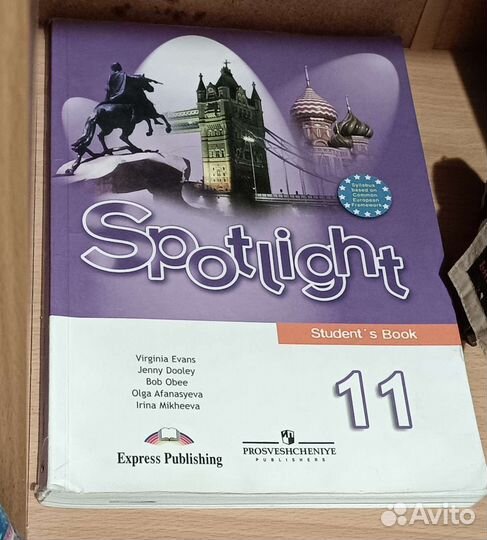 Syllabus
based on
Common
European
Framework
Spotlight
Student's Book
Virginia Evans
Jenny Dooley
Bob Obee
Olga Afanasyeva
Irina Mikheeva
11
Express Publishing
PROSVESHCHENIYE
PUBLISHERS
Avito